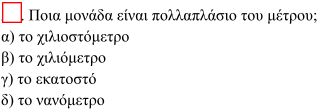 . Ποια μονάδα είναι πολλαπλάσιο του μέτρου;
α) το χιλιοστόμετρο
β) το χιλιόμετρο
γ) το εκατοστό
δ) το νανόμετρο